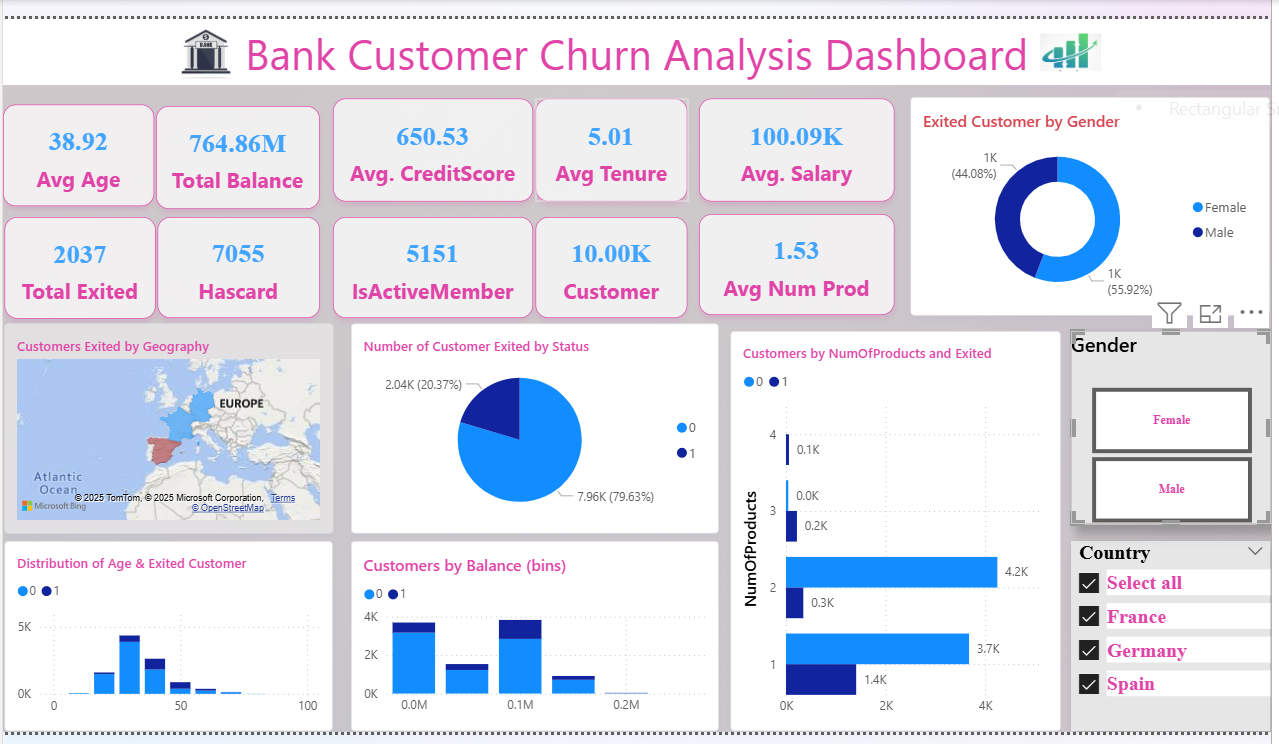 BANK
Bank Customer Churn Analysis Dashboard
38.92
Avg Age
764.86M
Total Balance
650.53
Avg. CreditScore
5.01
Avg Tenure
100.09K
Avg. Salary
2037
Total Exited
7055
Hascard
5151
IsActiveMember
10.00K
Customer
1.53
Avg Num Prod
Rectangular
Exited Customer by Gender
1K
(44.08%)
1K
(55.92%)
Female
Male
Customers Exited by Geography
EUROPE
Atlantic
Ocean
© 2025 TomTom, © 2025 Microsoft Corporation, Terms
Microsoft Bing
© OpenStreetMap
Number of Customer Exited by Status
2.04K (20.37%)
7.96K (79.63%)
0
1
Customers by NumOfProducts and Exited
0 1
NumOfProducts
4
0.1K
3
0.0K
0.2K
2
4.2K
0.3K
1
3.7K
1.4K
0K 2K 4K
Gender
Female
Male
Country
Select all
France
Germany
Spain
Distribution of Age & Exited Customer
0 1
5K
0K
0 50 100
Customers by Balance (bins)
0 1
4K
2K
0K
0.0M 0.1M 0.2M